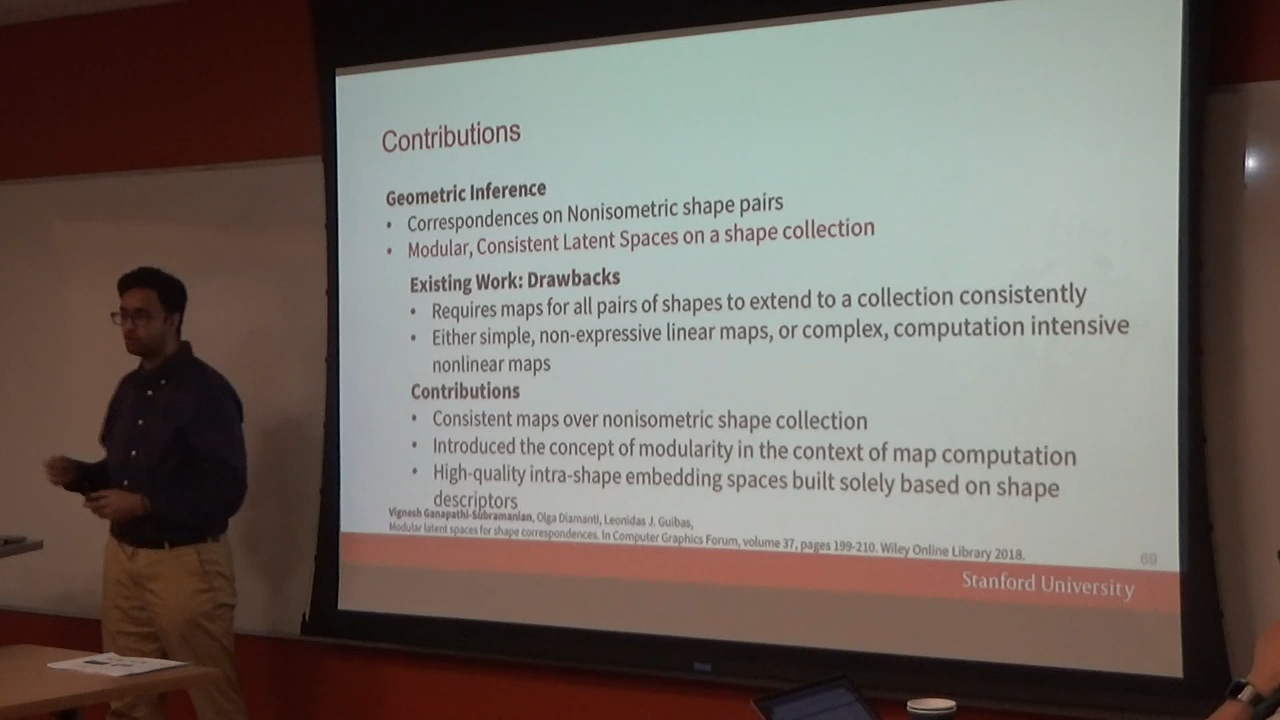 Contributions
Geometric Inference
• Correspondences on Nonisometric shape pairs
• Modular, Consistent Latent Spaces on a shape collection
Existing Work: Drawbacks
• Requires maps for all pairs of shapes to extend to a collection consistently
• Either simple, non-expressive linear maps, or complex, computation intensive
nonlinear maps
Contributions
• Consistent maps over nonisometric shape collection
• Introduced the concept of modularity in the context of map computation
• High-quality intra-shape embedding spaces built solely based on shape
descriptors
Vignesh Ganapathi-Subramanian, Olga Diamanti, Leonidas J. Guibas,
Modular latent spaces for shape correspondences. In Computer Graphics Forum, volume 37, pages 199-210. Wiley Online Library 2018.
69
Stanford University